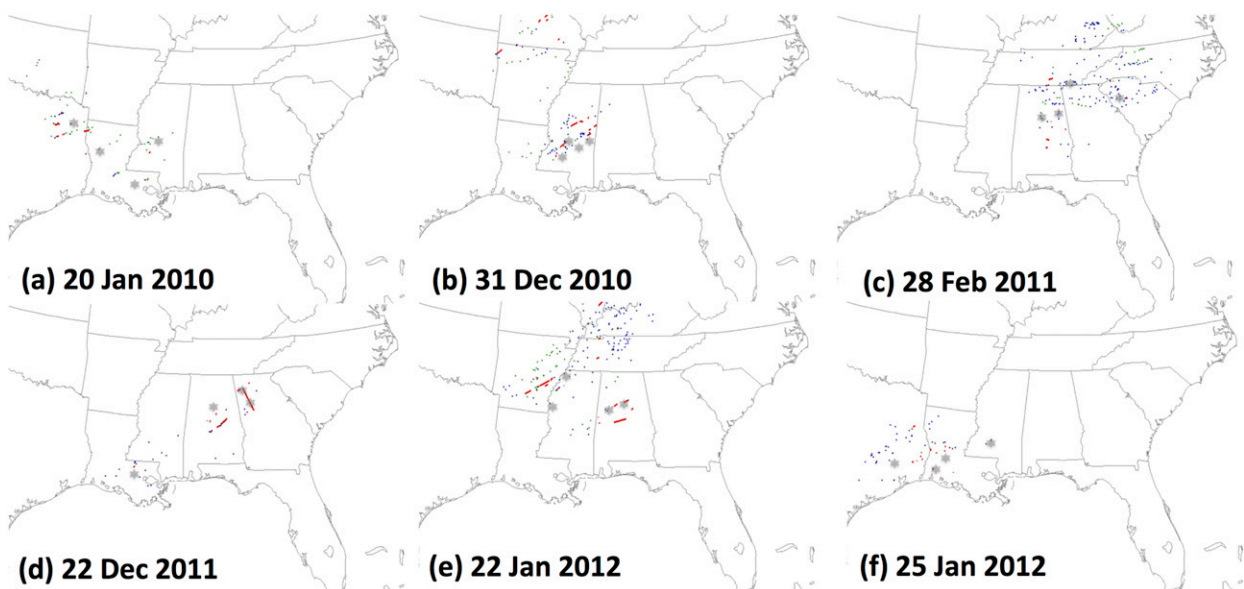 (a) 20 Jan 2010
(b) 31 Dec 2010
(c) 28 Feb 2011
(d) 22 Dec 2011
(e) 22 Jan 2012
(f) 25 Jan 2012